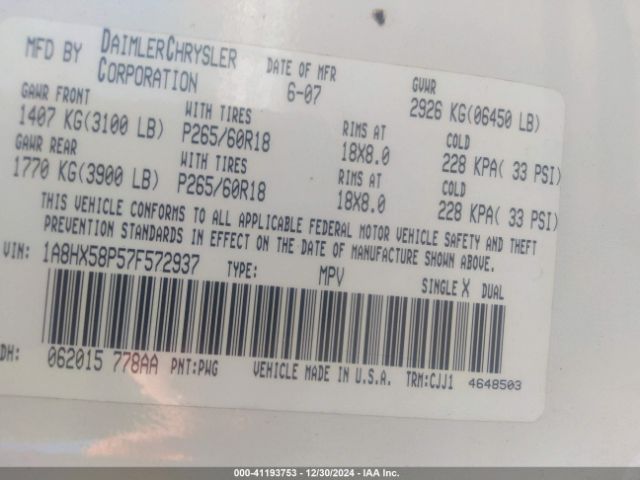 MFD BY DAIMLERCHRYSLER CORPORATION DATE OF MFR 6-07 GVWR 2926 KG(06450 LB)
GAWR FRONT WITH TIRES RIMS AT COLD
1407 KG(3100 LB) P265/60R18 18X8.0 228 KPA( 33 PSI)
GAWR REAR WITH TIRES RIMS AT COLD
1770 KG(3900 LB) P265/60R18 18X8.0 228 KPA( 33 PSI)
THIS VEHICLE CONFORMS TO ALL APPLICABLE FEDERAL MOTOR VEHICLE SAFETY AND THEFT
PREVENTION STANDARDS IN EFFECT ON THE DATE OF MANUFACTURE SHOWN ABOVE.
VIN: 1A8HX58P57F572937 TYPE: MPV SINGLE X DUAL
DH: 062015 778AA PNT:PWG VEHICLE MADE IN U.S.A. TRM:CJJ1 4648503
000-41193753 - 12/30/2024 - IAA Inc.